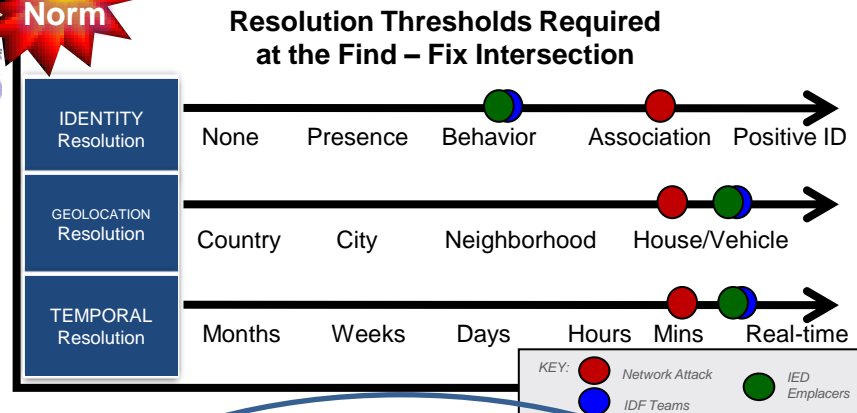 Norm
Resolution Thresholds Required
at the Find – Fix Intersection
IDENTITY
Resolution
None Presence Behavior Association Positive ID
GEOLOCATION
Resolution
Country City Neighborhood House/Vehicle
TEMPORAL
Resolution
Months Weeks Days Hours Mins Real-time
KEY:
Network Attack
IDF Teams
IED
Emplacers